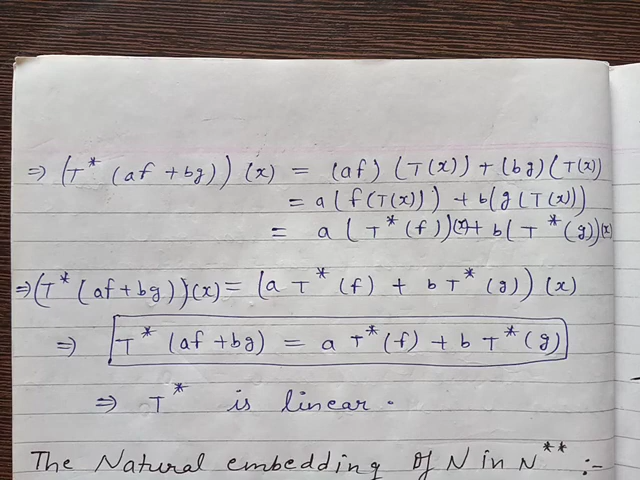 ⇒ (T* (af + bg)) (x) = (af) (T(x)) + (bg) (T(x))
= a (f(T(x))) + b(g(T(x)))
= a (T*(f))(x) + b(T*(g))(x)
⇒ (T*(af + bg))(x) = (a T*(f) + b T*(g)) (x)
⇒ T* (af + bg) = a T*(f) + b T*(g)
⇒ T* is linear.
The Natural embedding of N in N** :-